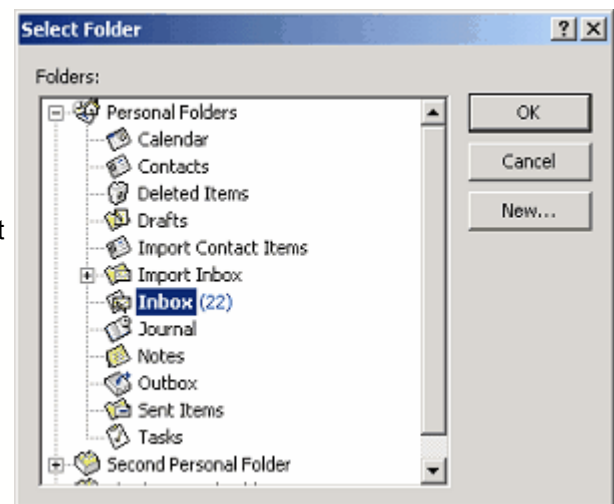 Select Folder
Folders:
Personal Folders
Calendar
Contacts
Deleted Items
Drafts
Import Contact Items
Import Inbox
Inbox (22)
Journal
Notes
Outbox
Sent Items
Tasks
Second Personal Folder
OK
Cancel
New...
t